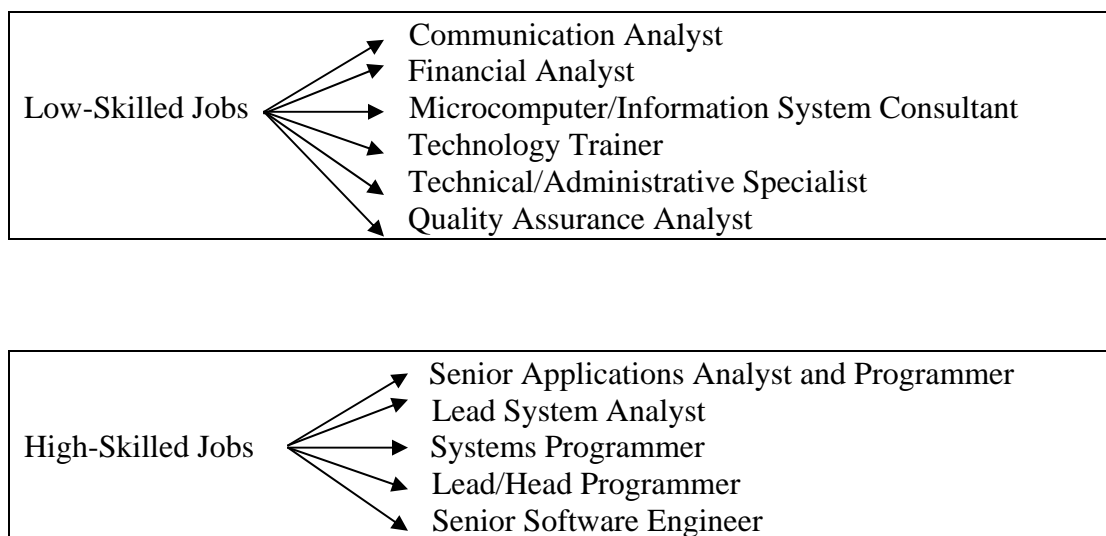 Communication Analyst
Financial Analyst
Low-Skilled Jobs Microcomputer/Information System Consultant
Technology Trainer
Technical/Administrative Specialist
Quality Assurance Analyst
Senior Applications Analyst and Programmer
Lead System Analyst
High-Skilled Jobs Systems Programmer
Lead/Head Programmer
Senior Software Engineer